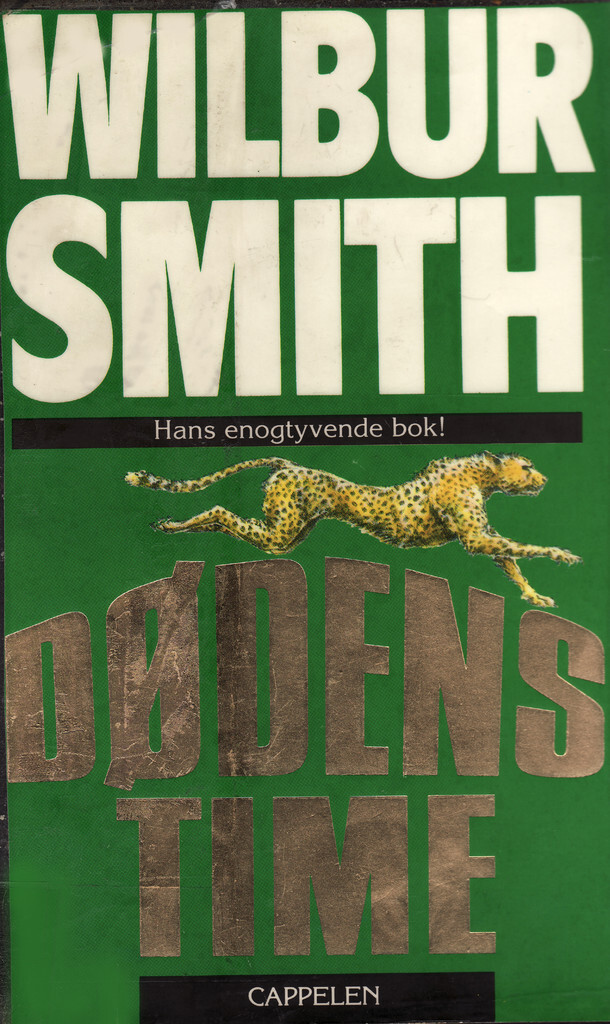 WILBUR
SMITH
Hans enogtyvende bok!
DØDENS
TIME
CAPPELEN